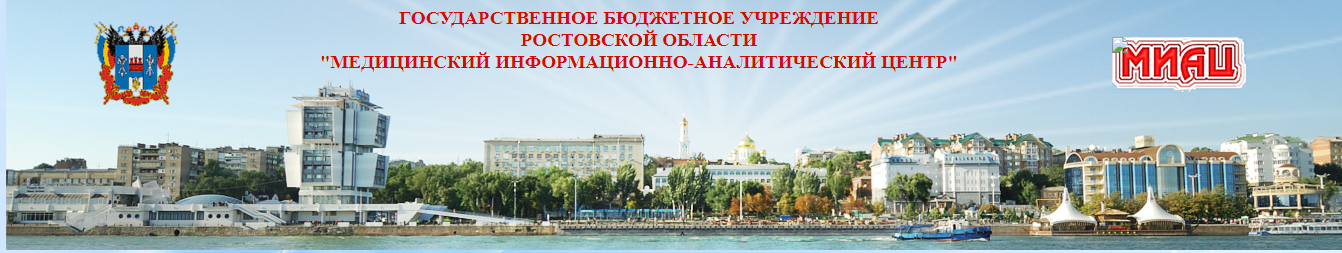 ГОСУДАРСТВЕННОЕ БЮДЖЕТНОЕ УЧРЕЖДЕНИЕ
РОСТОВСКОЙ ОБЛАСТИ
"МЕДИЦИНСКИЙ ИНФОРМАЦИОННО-АНАЛИТИЧЕСКИЙ ЦЕНТР"
МИАЦ